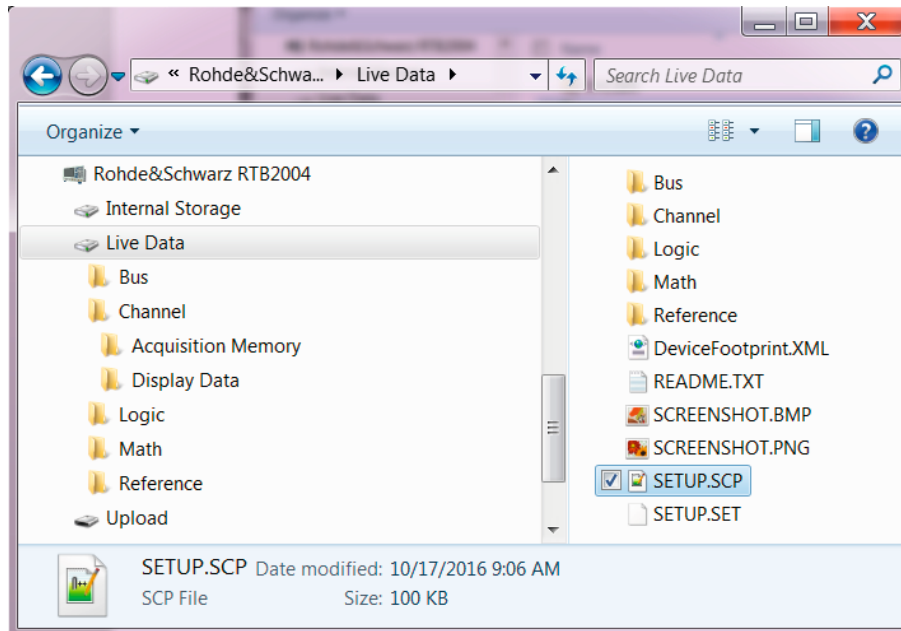 « Rohde&Schwa... Live Data
Search Live Data
Organize
Rohde&Schwarz RTB2004
Internal Storage
Live Data
Bus
Channel
Acquisition Memory
Display Data
Logic
Math
Reference
Upload
Bus
Channel
Logic
Math
Reference
DeviceFootprint.XML
README.TXT
SCREENSHOT.BMP
SCREENSHOT.PNG
SETUP.SCP
SETUP.SET
SETUP.SCP Date modified: 10/17/2016 9:06 AM
SCP File Size: 100 KB